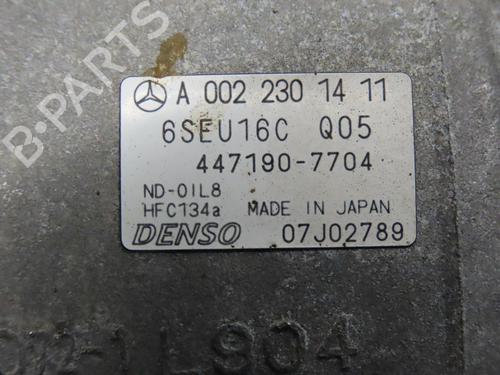 B-PARTS
A 002 230 14 11
6SEU16C Q05
447190-7704
ND-OIL8
HFC134a MADE IN JAPAN
DENSO 07J02789